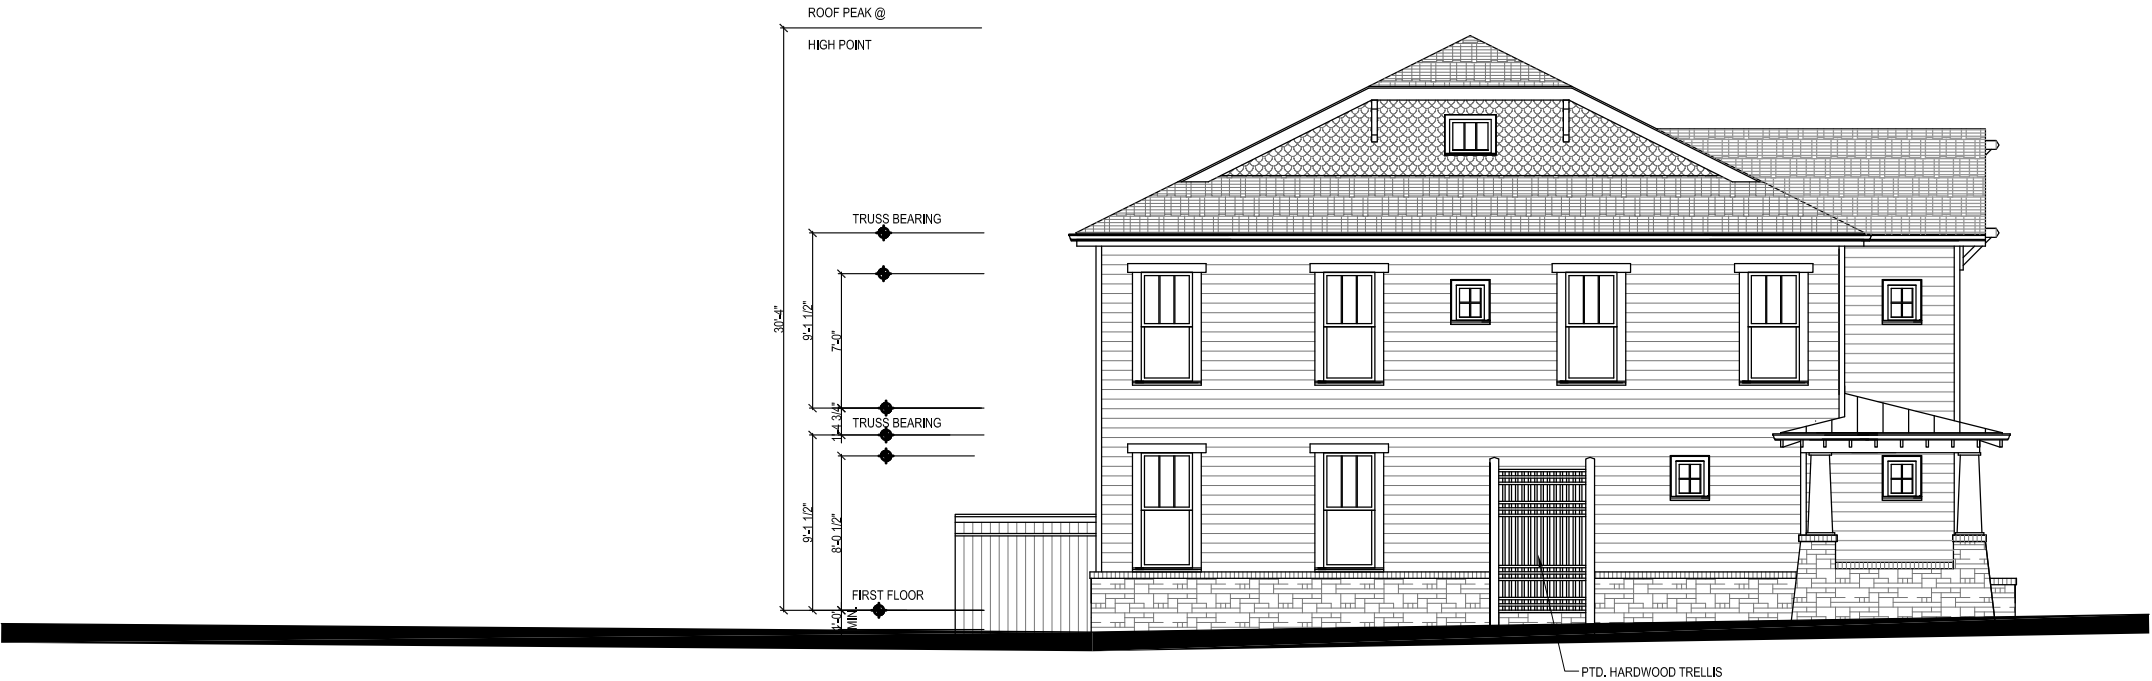 ROOF PEAK @
HIGH POINT
TRUSS BEARING
30'-4"
9'-1 1/2"
7'-0"
1'-4 3/4"
TRUSS BEARING
9'-1 1/2"
8'-0 1/2"
FIRST FLOOR
1'-0"
MIN.
PTD. HARDWOOD TRELLIS